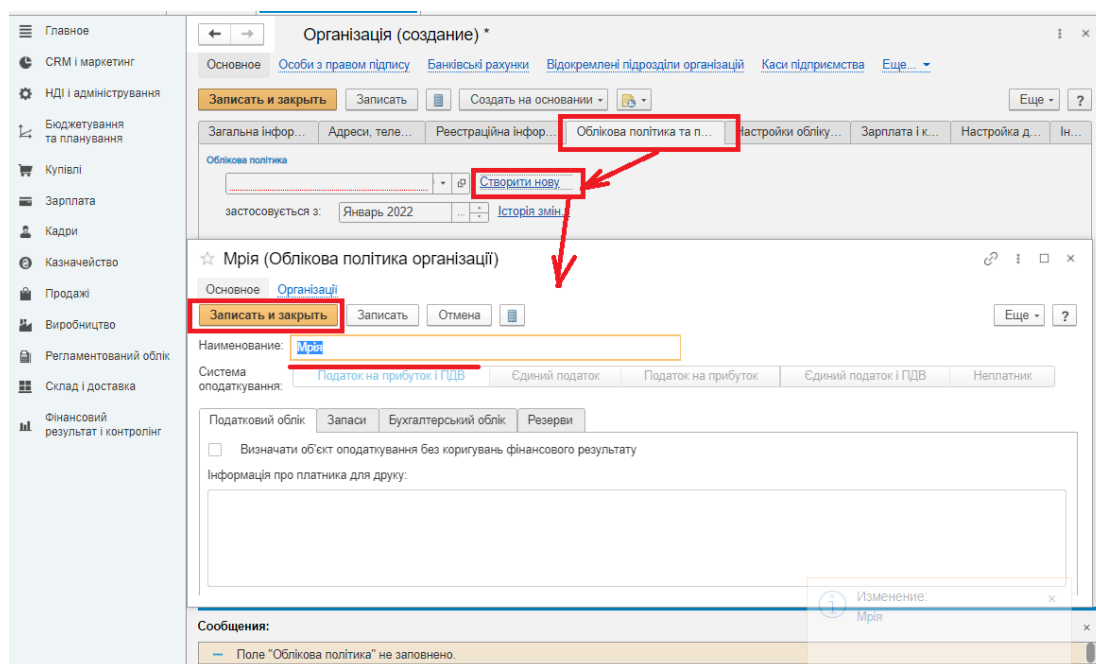 Главное
CRM і маркетинг
НДІ і адміністрування
Бюджетування
та планування
Купівлі
Зарплата
Кадри
Казначейство
Продажі
Виробництво
Регламентований облік
Склад і доставка
Фінансовий
результат і контролінг
Організація (создание) *
Основное Особи з правом підпису Банківські рахунки Відокремлені підрозділи організацій Каси підприємства Еще...
Записать и закрыть Записать Создать на основании Еще ?
Загальна інфор... Адреси, теле... Реестраційна інфор... Облікова політика та п... Настройки обліку... Зарплата і к... Настройка д... Ін...
Облікова політика
Створити нову
застосовується з: Январь 2022 ... Історія змін
Мрія (Облікова політика організації)
Основное Організації
Записать и закрыть Записать Отмена Еще ?
Наименование: Мрія
Система
оподаткування: Податок на прибуток і ПДВ Єдиний податок Податок на прибуток Єдиний податок і ПДВ Неплатник
Податковий облік Запаси Бухгалтерський облік Резерви
Визначати об'єкт оподаткування без коригувань фінансового результату
Інформація про платника для друку:
Изменение:
Мрія
Сообщения:
Поле "Облікова політика" не заповнено.